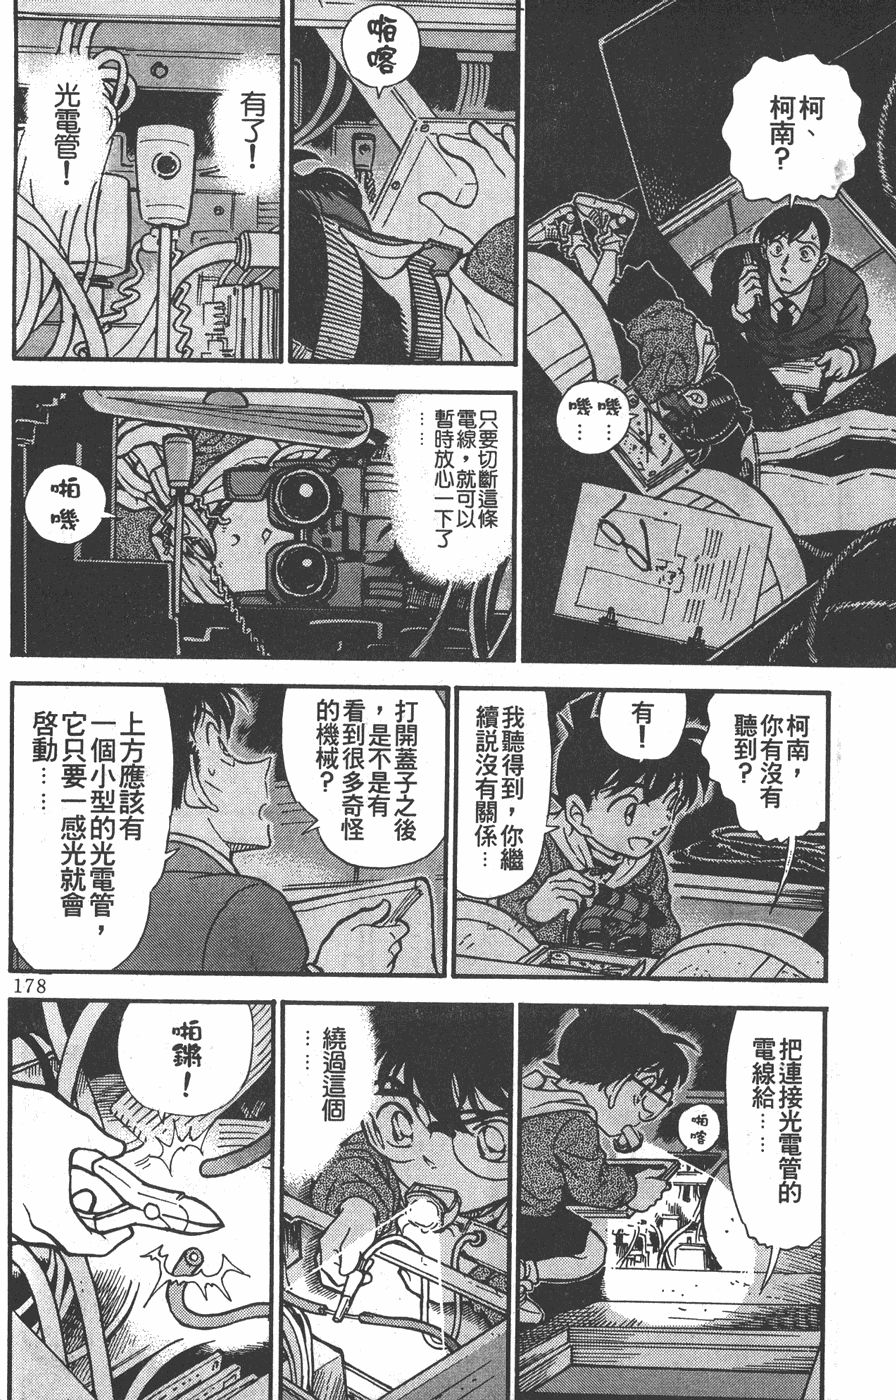 柯、
柯南？
嘰…
嘰…
啪喀
有了！
光電管！
只要切斷這條
電線，就可以
暫時放心一下了
……
啪嘰
柯南，
你有沒有
聽到？
有！
我聽得到，你繼
續說沒有關係…
打開蓋子之後
，是不是有
看到很多奇怪
的機械？
上方應該有
一個小型的光電管，
它只要一感光就會
啓動……
178
把連接光電管的
電線給……
啪喀
繞過這個
……
啪鏘！